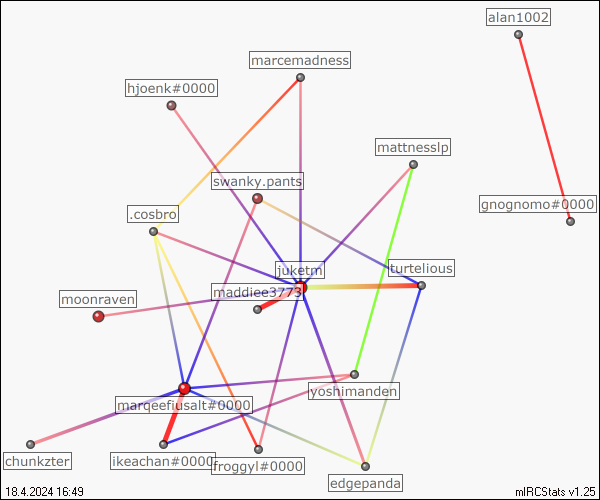 alan1002
marcemadness
hjoenk#0000
mattnesslp
swanky.pants
gnognomo#0000
.cosbro
juketm
turtelious
maddiee3773
moonraven
yoshimanden
marqeefiusalt#0000
chunkzter
ikeachan#0000
froggyl#0000
edgepanda
18.4.2024 16:49
mIRCStats v1.25